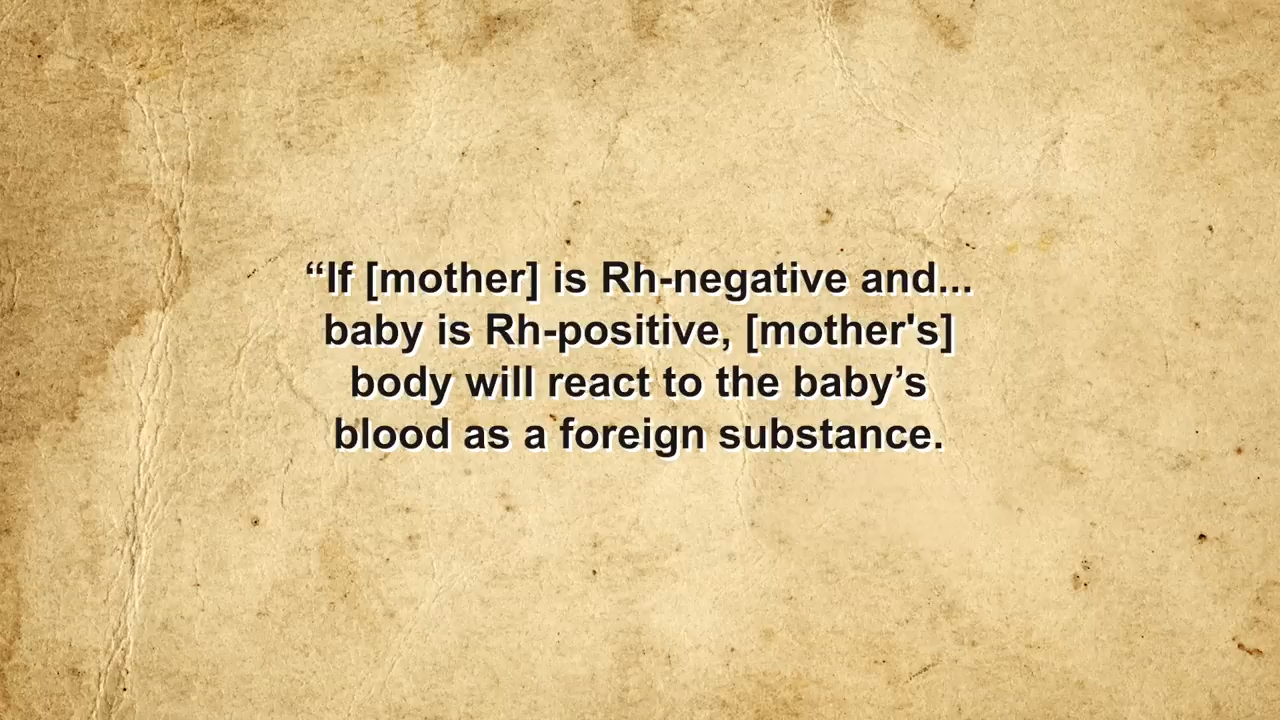 “If [mother] is Rh-negative and...
baby is Rh-positive, [mother's]
body will react to the baby’s
blood as a foreign substance.